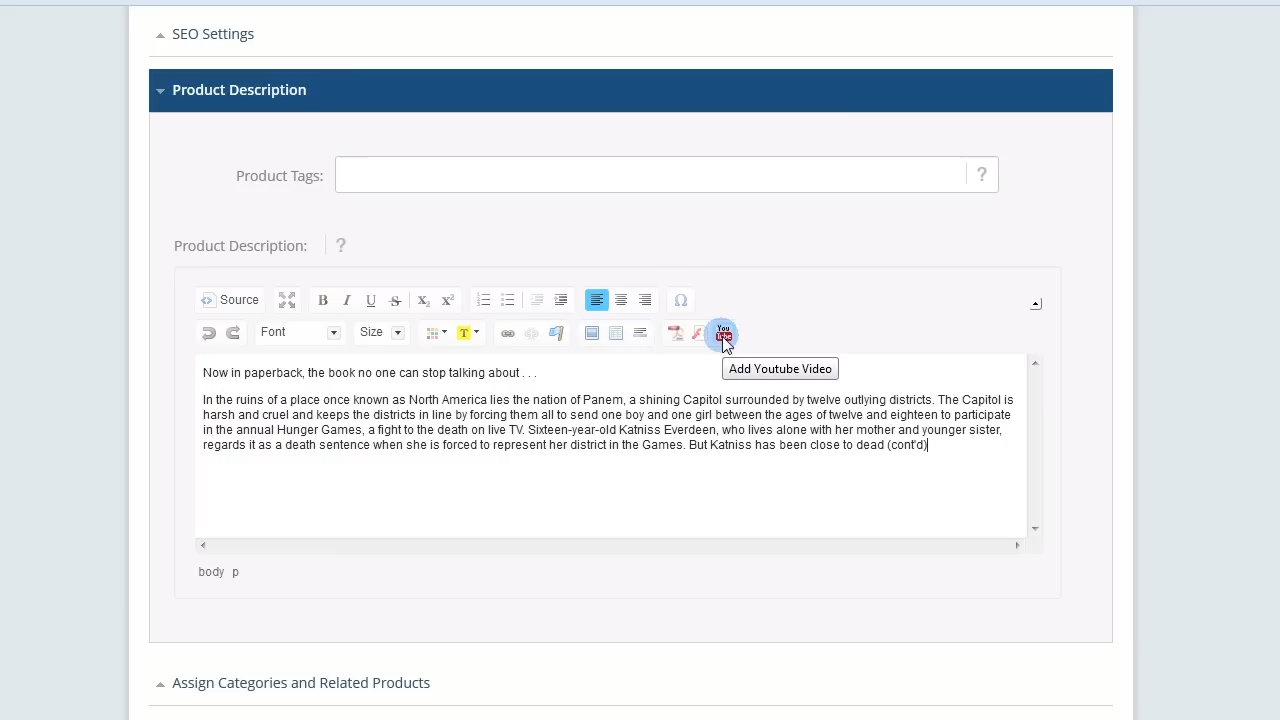 SEO Settings
Product Description
Product Tags:
?
Product Description:
?
Source
B I U S x₂ x²
Ω
Font
Size
T
You
Tube
Add Youtube Video
Now in paperback, the book no one can stop talking about . . .
In the ruins of a place once known as North America lies the nation of Panem, a shining Capitol surrounded by twelve outlying districts. The Capitol is
harsh and cruel and keeps the districts in line by forcing them all to send one boy and one girl between the ages of twelve and eighteen to participate
in the annual Hunger Games, a fight to the death on live TV. Sixteen-year-old Katniss Everdeen, who lives alone with her mother and younger sister,
regards it as a death sentence when she is forced to represent her district in the Games. But Katniss has been close to dead (cont'd)
body p
Assign Categories and Related Products